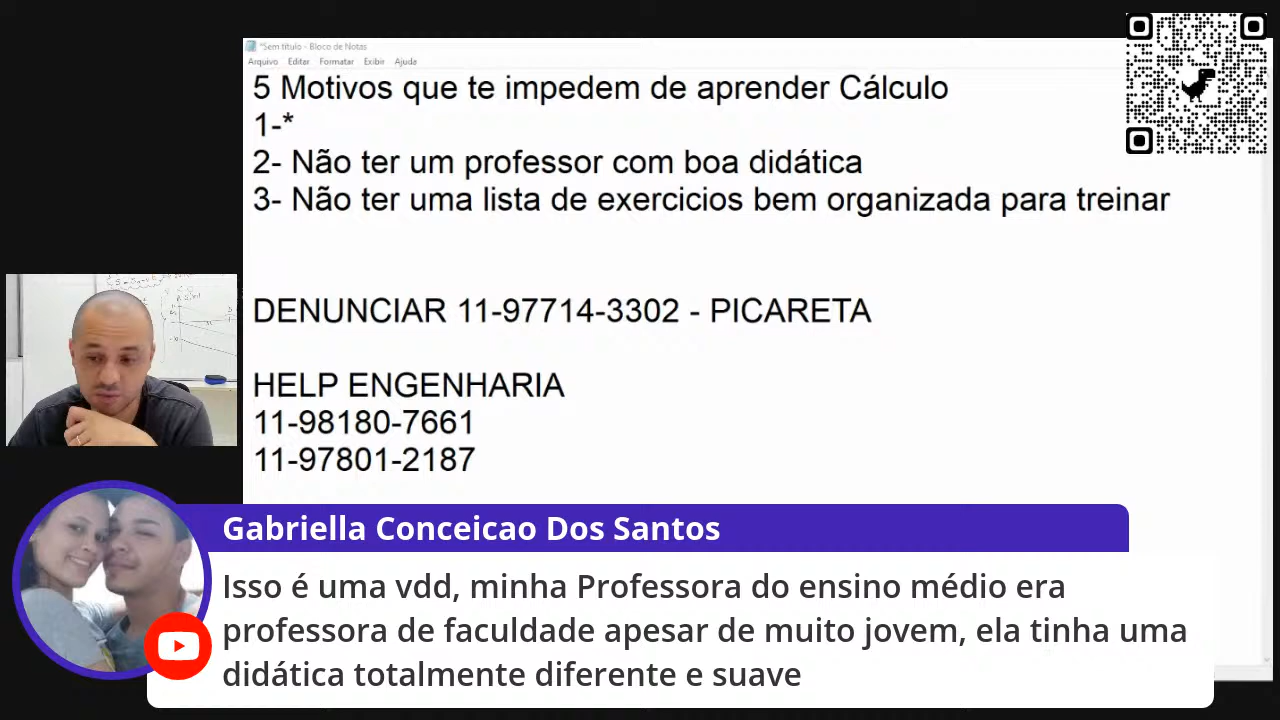 *Sem título - Bloco de Notas
Arquivo Editar Formatar Exibir Ajuda
5 Motivos que te impedem de aprender Cálculo
1-*
2- Não ter um professor com boa didática
3- Não ter uma lista de exercicios bem organizada para treinar
DENUNCIAR 11-97714-3302 - PICARETA
HELP ENGENHARIA
11-98180-7661
11-97801-2187
Gabriella Conceicao Dos Santos
Isso é uma vdd, minha Professora do ensino médio era
professora de faculdade apesar de muito jovem, ela tinha uma
didática totalmente diferente e suave